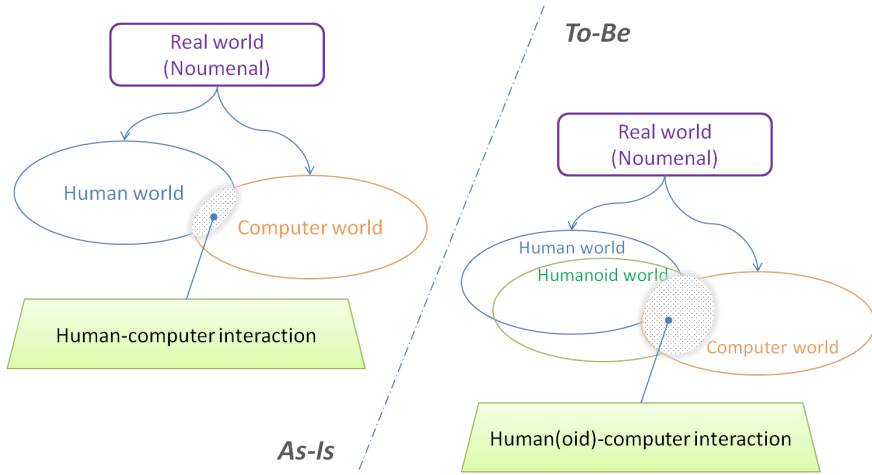 Real world
(Noumenal)
Human world
Computer world
Human-computer interaction
As-Is
To-Be
Real world
(Noumenal)
Human world
Humanoid world
Computer world
Human(oid)-computer interaction